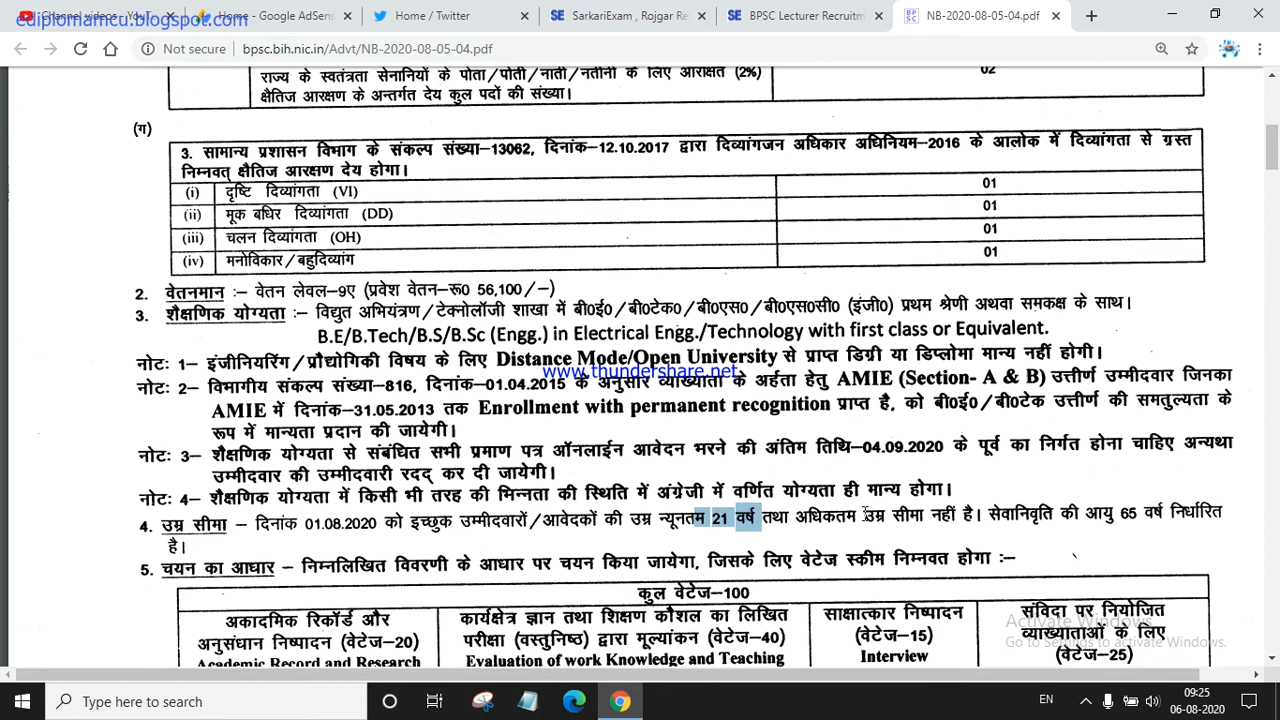 ediplomamcu.blogspot.com
Channel videos - You
Home - Google AdSens
Home / Twitter
SarkariExam , Rojgar Re
BPSC Lecturer Recruitm
NB-2020-08-05-04.pdf
Not secure
bpsc.bih.nic.in/Advt/NB-2020-08-05-04.pdf
राज्य के स्वतंत्रता सेनानियों के पोता/पोती/नाती/नतीनी के लिए आरक्षित (2%)
02
क्षैतिज आरक्षण के अन्तर्गत देय कुल पदों की संख्या।
(ग)
3. सामान्य प्रशासन विभाग के संकल्प संख्या-13062, दिनांक-12.10.2017 द्वारा दिव्यांगजन अधिकार अधिनियम-2016 के आलोक में दिव्यांगता से ग्रस्त
निम्नवत् क्षैतिज आरक्षण देय होगा।
(i) दृष्टि दिव्यांगता (VI) 01
(ii) मूक बधिर दिव्यांगता (DD) 01
(iii) चलन दिव्यांगता (OH) 01
(iv) मनोविकार/बहुदिव्यांग 01
2. वेतनमान :- वेतन लेवल-9ए (प्रवेश वेतन-रू0 56,100/-)
3. शैक्षणिक योग्यता :- विद्युत अभियंत्रण/टेक्नोलॉजी शाखा में बी0ई0/बी0टेक0/बी0एस0/बी0एस0सी0 (इंजी0) प्रथम श्रेणी अथवा समकक्ष के साथ।
B.E/B.Tech/B.S/B.Sc (Engg.) in Electrical Engg./Technology with first class or Equivalent.
नोटः 1- इंजीनियरिंग/प्रौद्योगिकी विषय के लिए Distance Mode/Open University से प्राप्त डिग्री या डिप्लोमा मान्य नहीं होगी।
www.thundershare.net
नोटः 2- विभागीय संकल्प संख्या-816, दिनांक-01.04.2015 के अनुसार व्याख्याता के अर्हता हेतु AMIE (Section- A & B) उत्तीर्ण उम्मीदवार जिनका
AMIE में दिनांक-31.05.2013 तक Enrollment with permanent recognition प्राप्त है, को बी0ई0/बी0टेक उत्तीर्ण की समतुल्यता के
रूप में मान्यता प्रदान की जायेगी।
नोटः 3- शैक्षणिक योग्यता से संबंधित सभी प्रमाण पत्र ऑनलाईन आवेदन भरने की अंतिम तिथि-04.09.2020 के पूर्व का निर्गत होना चाहिए अन्यथा
उम्मीदवार की उम्मीदवारी रदद् कर दी जायेगी।
नोटः 4- शैक्षणिक योग्यता में किसी भी तरह की भिन्नता की स्थिति में अंग्रेजी में वर्णित योग्यता ही मान्य होगा।
4. उम्र सीमा - दिनांक 01.08.2020 को इच्छुक उम्मीदवारों/आवेदकों की उम्र न्यूनतम 21 वर्ष तथा अधिकतम उम्र सीमा नहीं है। सेवानिवृति की आयु 65 वर्ष निर्धारित
है।
5. चयन का आधार - निम्नलिखित विवरणी के आधार पर चयन किया जायेगा, जिसके लिए वेटेज स्कीम निम्नवत होगा :-
कुल वेटेज-100
अकादमिक रिकॉर्ड और
अनुसंधान निष्पादन (वेटेज-20)
Academic Record and Research
कार्यक्षेत्र ज्ञान तथा शिक्षण कौशल का लिखित
परीक्षा (वस्तुनिष्ठ) द्वारा मूल्यांकन (वेटेज-40)
Evaluation of work Knowledge and Teaching
साक्षात्कार निष्पादन
(वेटेज-15)
Interview
संविदा पर नियोजित
व्याख्याताओं के लिए
(वेटेज-25)
Activate Windows
Go to Settings to activate Windows.
Type here to search
EN
09:25
06-08-2020